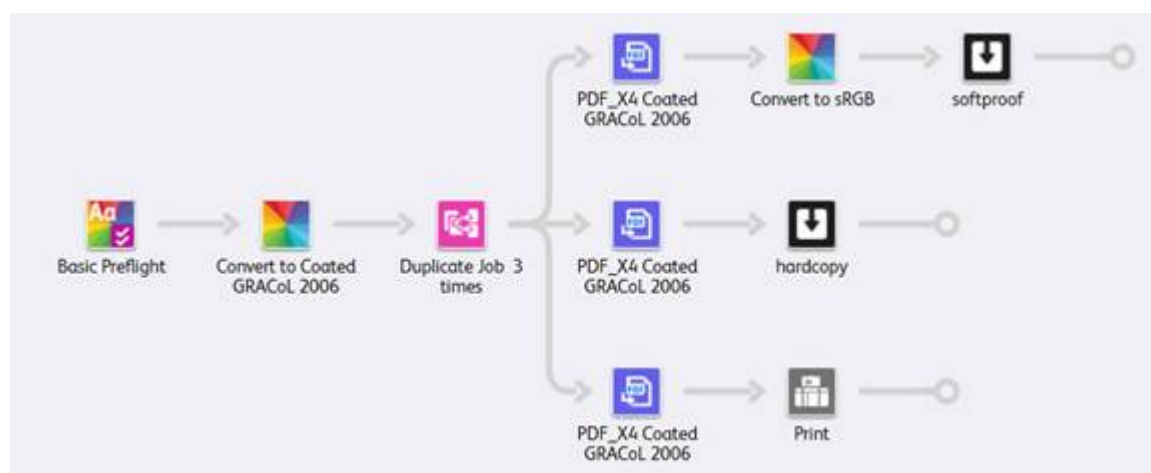 PDF_X4 Coated
GRACoL 2006
Convert to sRGB
softproof
Aa
Basic Preflight
Convert to Coated
GRACoL 2006
Duplicate Job 3
times
PDF_X4 Coated
GRACoL 2006
hardcopy
PDF_X4 Coated
GRACoL 2006
Print